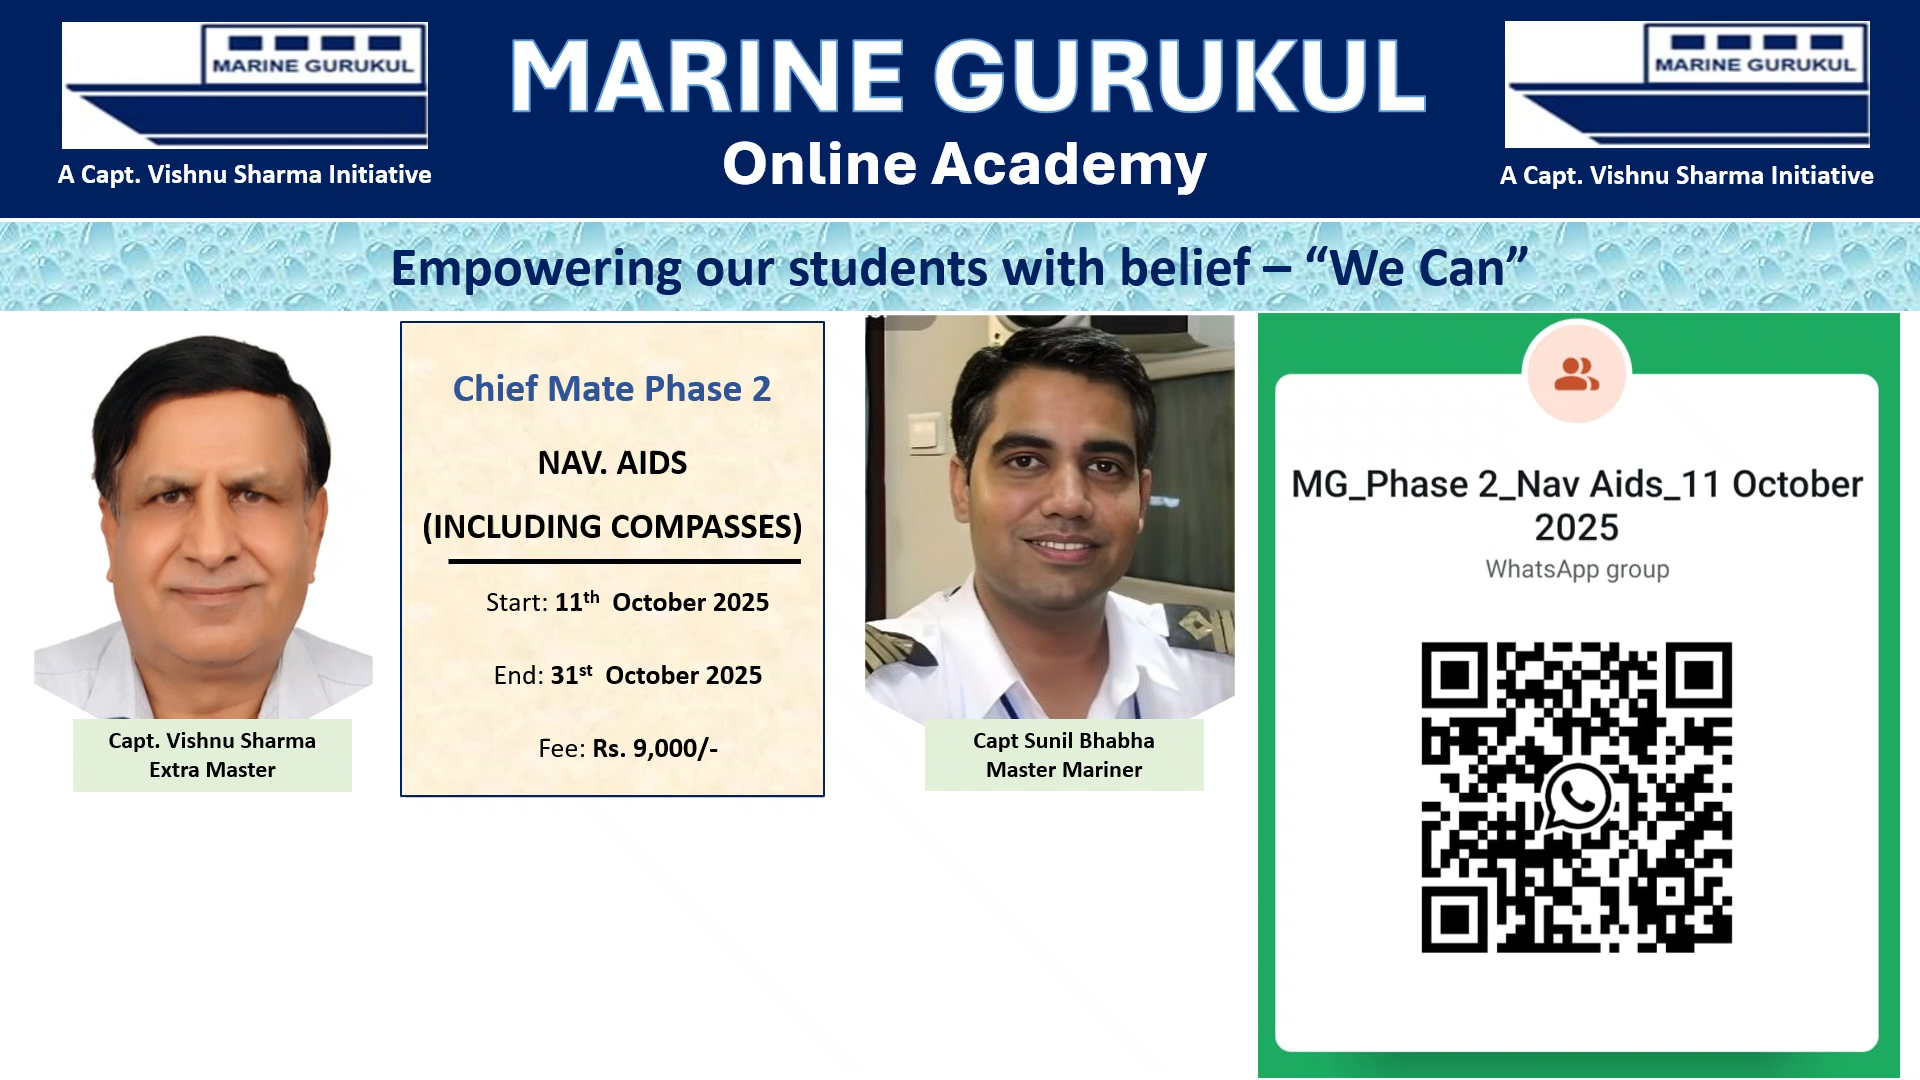 MARINE GURUKUL
A Capt. Vishnu Sharma Initiative
MARINE GURUKUL
Online Academy
MARINE GURUKUL
A Capt. Vishnu Sharma Initiative
Empowering our students with belief – “We Can”
Capt. Vishnu Sharma
Extra Master
Chief Mate Phase 2
NAV. AIDS
(INCLUDING COMPASSES)
Start: 11th October 2025
End: 31st October 2025
Fee: Rs. 9,000/-
Capt Sunil Bhabha
Master Mariner
MG_Phase 2_Nav Aids_11 October
2025
WhatsApp group